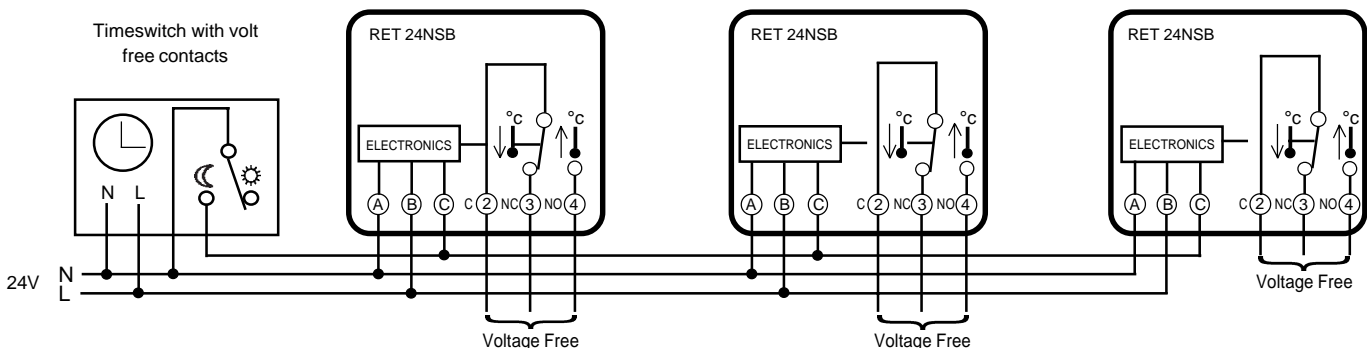 Timeswitch with volt
free contacts
N L
24V
N
L
RET 24NSB
°c °c
ELECTRONICS
A B C C 2 NC 3 NO 4
Voltage Free
RET 24NSB
°c °c
ELECTRONICS
A B C C 2 NC 3 NO 4
Voltage Free
RET 24NSB
°c °c
ELECTRONICS
A B C C 2 NC 3 NO 4
Voltage Free